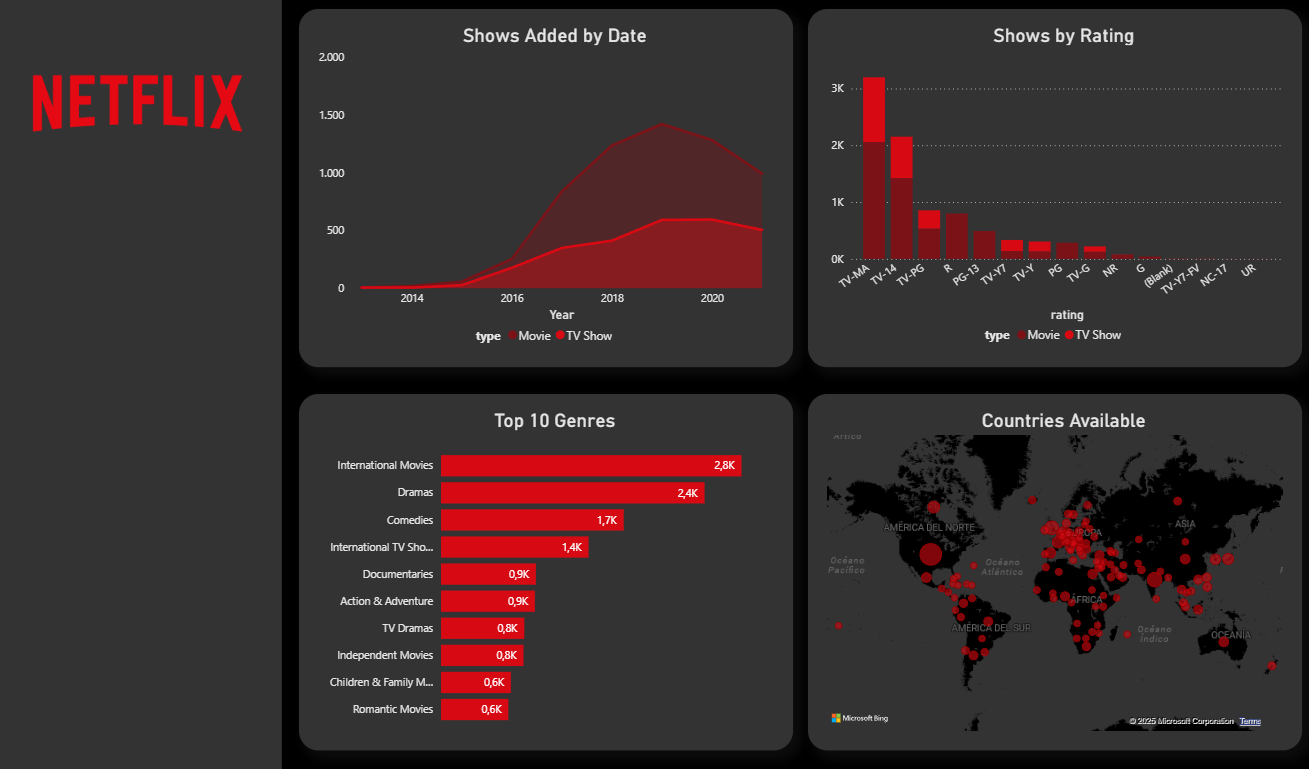 NETFLIX
Shows Added by Date
2.000
1.500
1.000
500
0
2014 2016 2018 2020
Year
type Movie TV Show
Shows by Rating
3K
2K
1K
0K
TV-MA TV-14 TV-PG R PG-13 TV-Y7 TV-Y PG TV-G NR G (Blank) TV-Y7-FV NC-17 UR
rating
type Movie TV Show
Top 10 Genres
International Movies 2,8K
Dramas 2,4K
Comedies 1,7K
International TV Sho... 1,4K
Documentaries 0,9K
Action & Adventure 0,9K
TV Dramas 0,8K
Independent Movies 0,8K
Children & Family M... 0,6K
Romantic Movies 0,6K
Countries Available
Ártico
AMÉRICA DEL NORTE
ASIA
EUROPA
Océano
Pacífico
Océano
Atlántico
ÁFRICA
AMÉRICA DEL SUR
Océano
Índico
OCEANÍA
P
Microsoft Bing
© 2025 Microsoft Corporation Terms